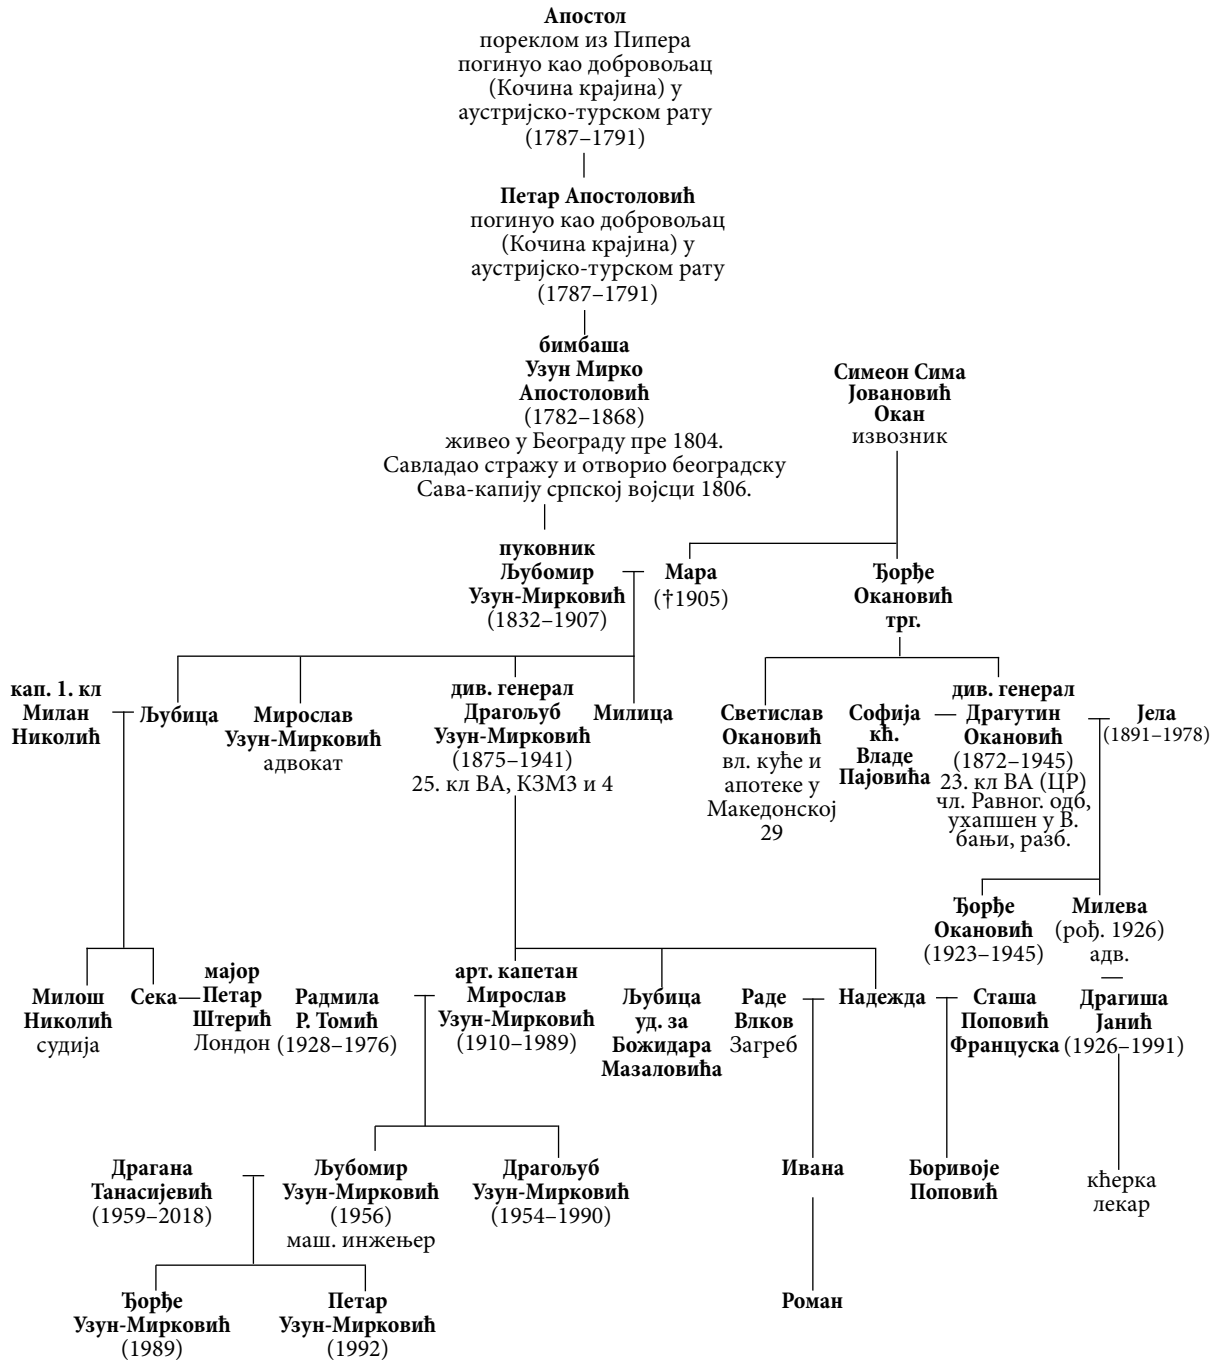 Апостол
пореклом из Пипера
погинуо као добровољац
(Кочина крајина) у
аустријско-турском рату
(1787–1791)
Петар Апостоловић
погинуо као добровољац
(Кочина крајина) у
аустријско-турском рату
(1787–1791)
бимбаша
Узун Мирко
Апостоловић
(1782–1868)
живео у Београду пре 1804.
Савладао стражу и отворио београдску
Сава-капију српској војсци 1806.
Симеон Сима
Јовановић
Окан
извозник
пуковник
Љубомир
Узун-Мирковић
(1832–1907)
Мара
(†1905)
Ђорђе
Окановић
трг.
кап. 1. кл
Милан
Николић
Љубица
Мирослав
Узун-Мирковић
адвокат
див. генерал
Драгољуб
Узун-Мирковић
(1875–1941)
25. кл ВА, КЗМЗ и 4
Милица
Светислав
Окановић
вл. куће и
апотеке у
Македонској
29
Софија
кћ.
Владе
Пајовића
див. генерал
Драгутин
Окановић
(1872–1945)
23. кл ВА (ЦР)
чл. Равног. одб,
ухапшен у В.
бањи, разб.
Јела
(1891–1978)
Ђорђе
Окановић
(1923–1945)
Милева
(рођ. 1926)
адв.
Милош
Николић
судија
Сека
мајор
Петар
Штерић
Лондон
Радмила
Р. Томић
(1928–1976)
арт. капетан
Мирослав
Узун-Мирковић
(1910–1989)
Љубица
уд. за
Божидара
Мазаловића
Раде
Влков
Загреб
Надежда
Сташа
Поповић
Француска
Драгиша
Јанић
(1926–1991)
Драгана
Танасијевић
(1959–2018)
Љубомир
Узун-Мирковић
(1956)
маш. инжењер
Драгољуб
Узун-Мирковић
(1954–1990)
Ивана
Боривоје
Поповић
кћерка
лекар
Ђорђе
Узун-Мирковић
(1989)
Петар
Узун-Мирковић
(1992)
Роман